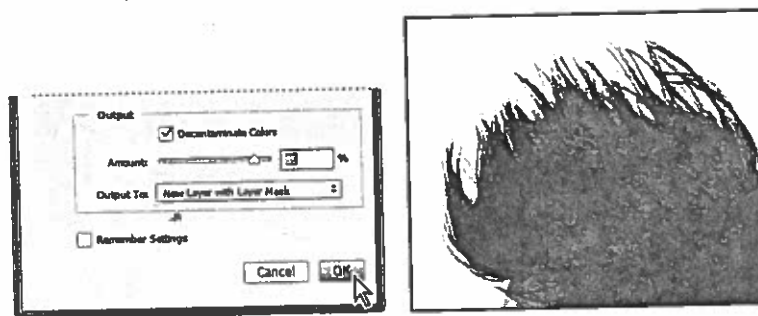 Output
Decontaminate Colors
Amount: %
Output To: New Layer with Layer Mask
Remember Settings
Cancel OK